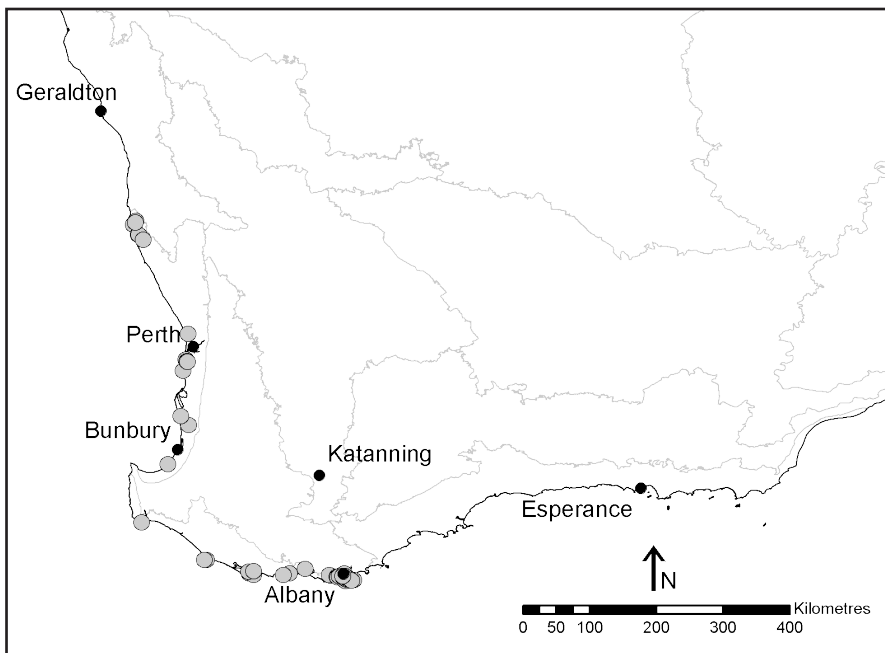 Geraldton
Perth
Bunbury
Katanning
Esperance
Albany
N
Kilometres
0 50 100 200 300 400